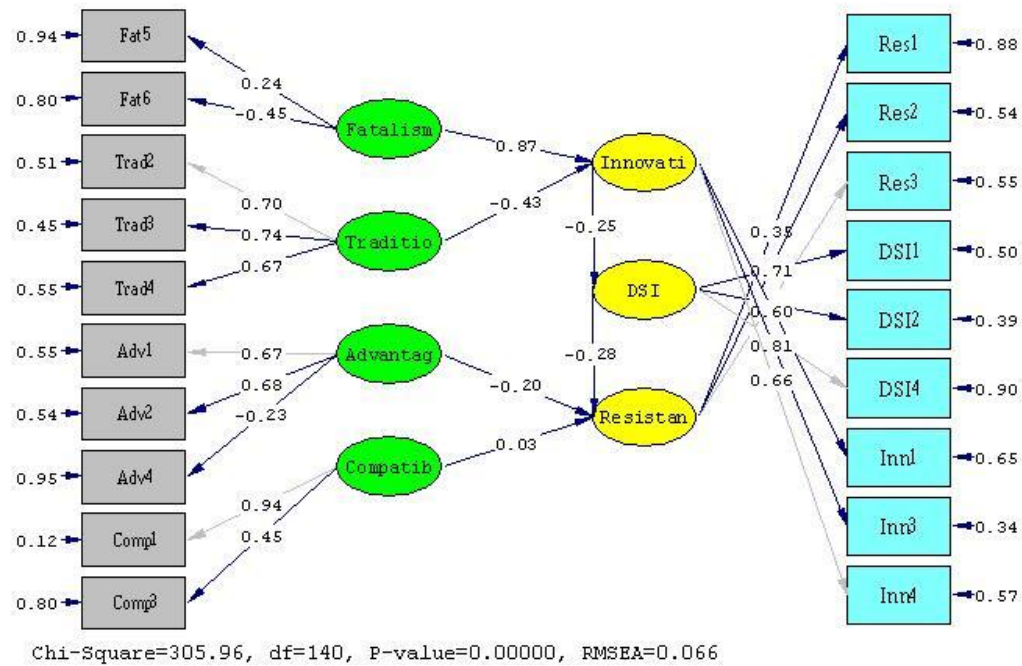 0.94 Fat5
0.80 Fat6
0.51 Trad2
0.45 Trad3
0.55 Trad4
0.55 Adv1
0.54 Adv2
0.95 Adv4
0.12 Comp1
0.80 Comp3
0.24
-0.45
0.70
0.74
0.67
0.67
0.68
-0.23
0.94
0.45
Fatalism
Traditio
Advantag
Compatib
0.87
-0.43
-0.20
0.03
Innovati
-0.25
DSI
-0.28
Resistan
0.35
0.71
0.60
0.81
0.66
Res1 0.88
Res2 0.54
Res3 0.55
DSI1 0.50
DSI2 0.39
DSI4 0.90
Inn1 0.65
Inn3 0.34
Inn4 0.57
Chi-Square=305.96, df=140, P-value=0.00000, RMSEA=0.066